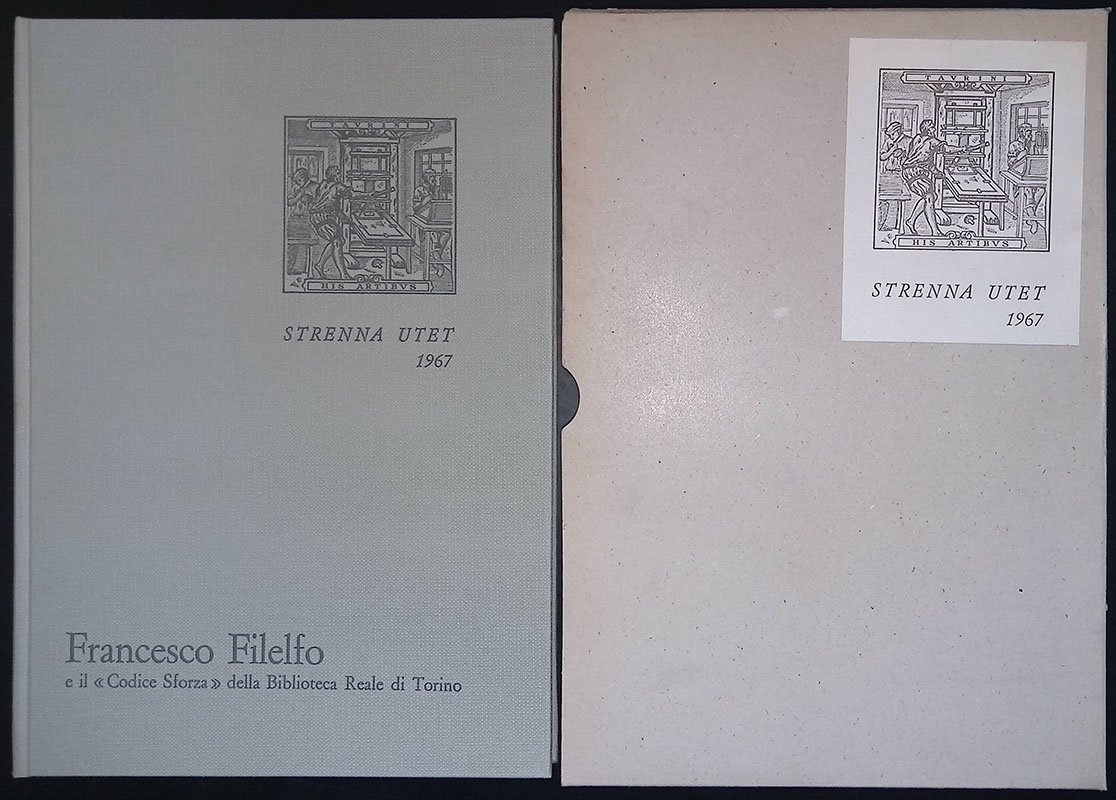 TAVRINI
HIS ARTIBVS
STRENNA UTET
1967
Francesco Filelfo
e il «Codice Sforza» della Biblioteca Reale di Torino
TAVRINI
HIS ARTIBVS
STRENNA UTET
1967